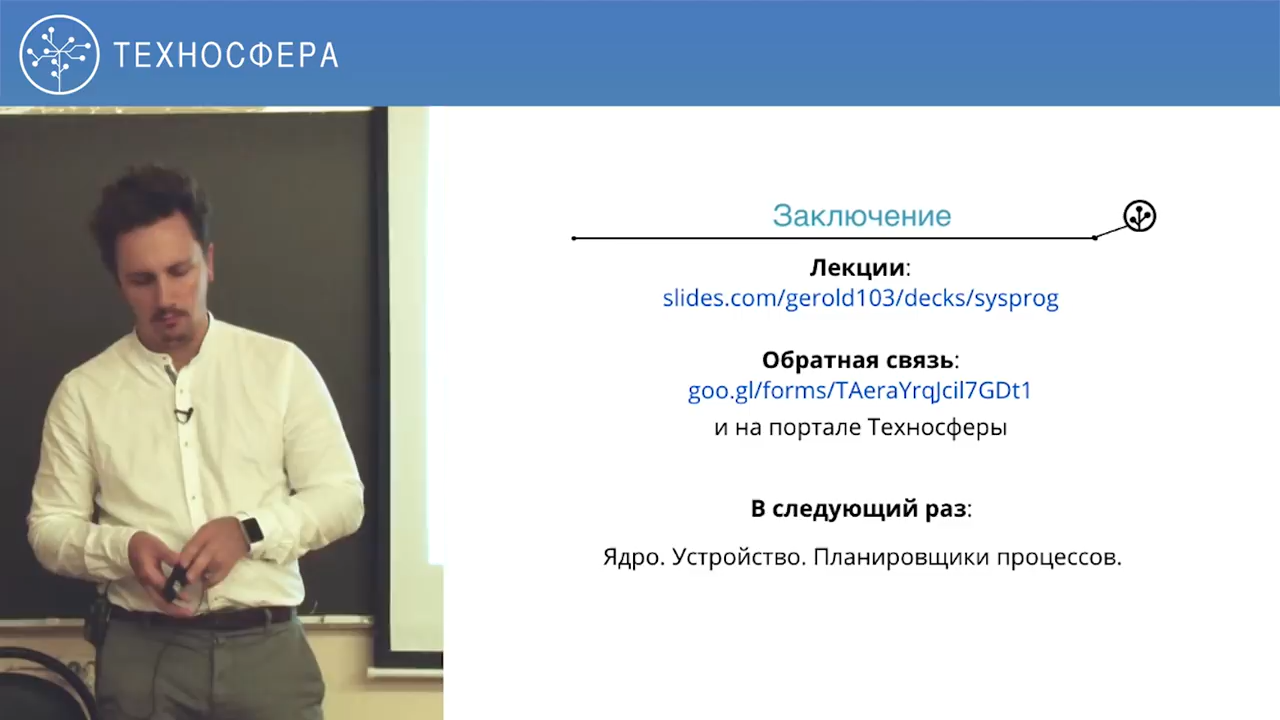 ТЕХНОСФЕРА
Заключение
Лекции:
slides.com/gerold103/decks/sysprog
Обратная связь:
goo.gl/forms/TAeraYrqJcil7GDt1
и на портале Техносферы
В следующий раз:
Ядро. Устройство. Планировщики процессов.